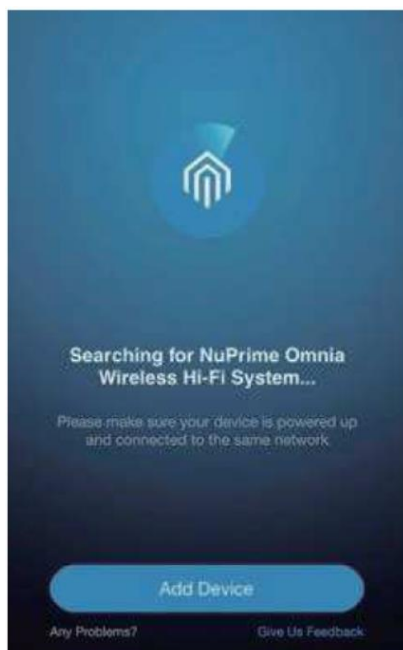 Searching for NuPrime Omnia
Wireless Hi-Fi System...
Please make sure your device is powered up
and connected to the same network.
Add Device
Any Problems?
Give Us Feedback